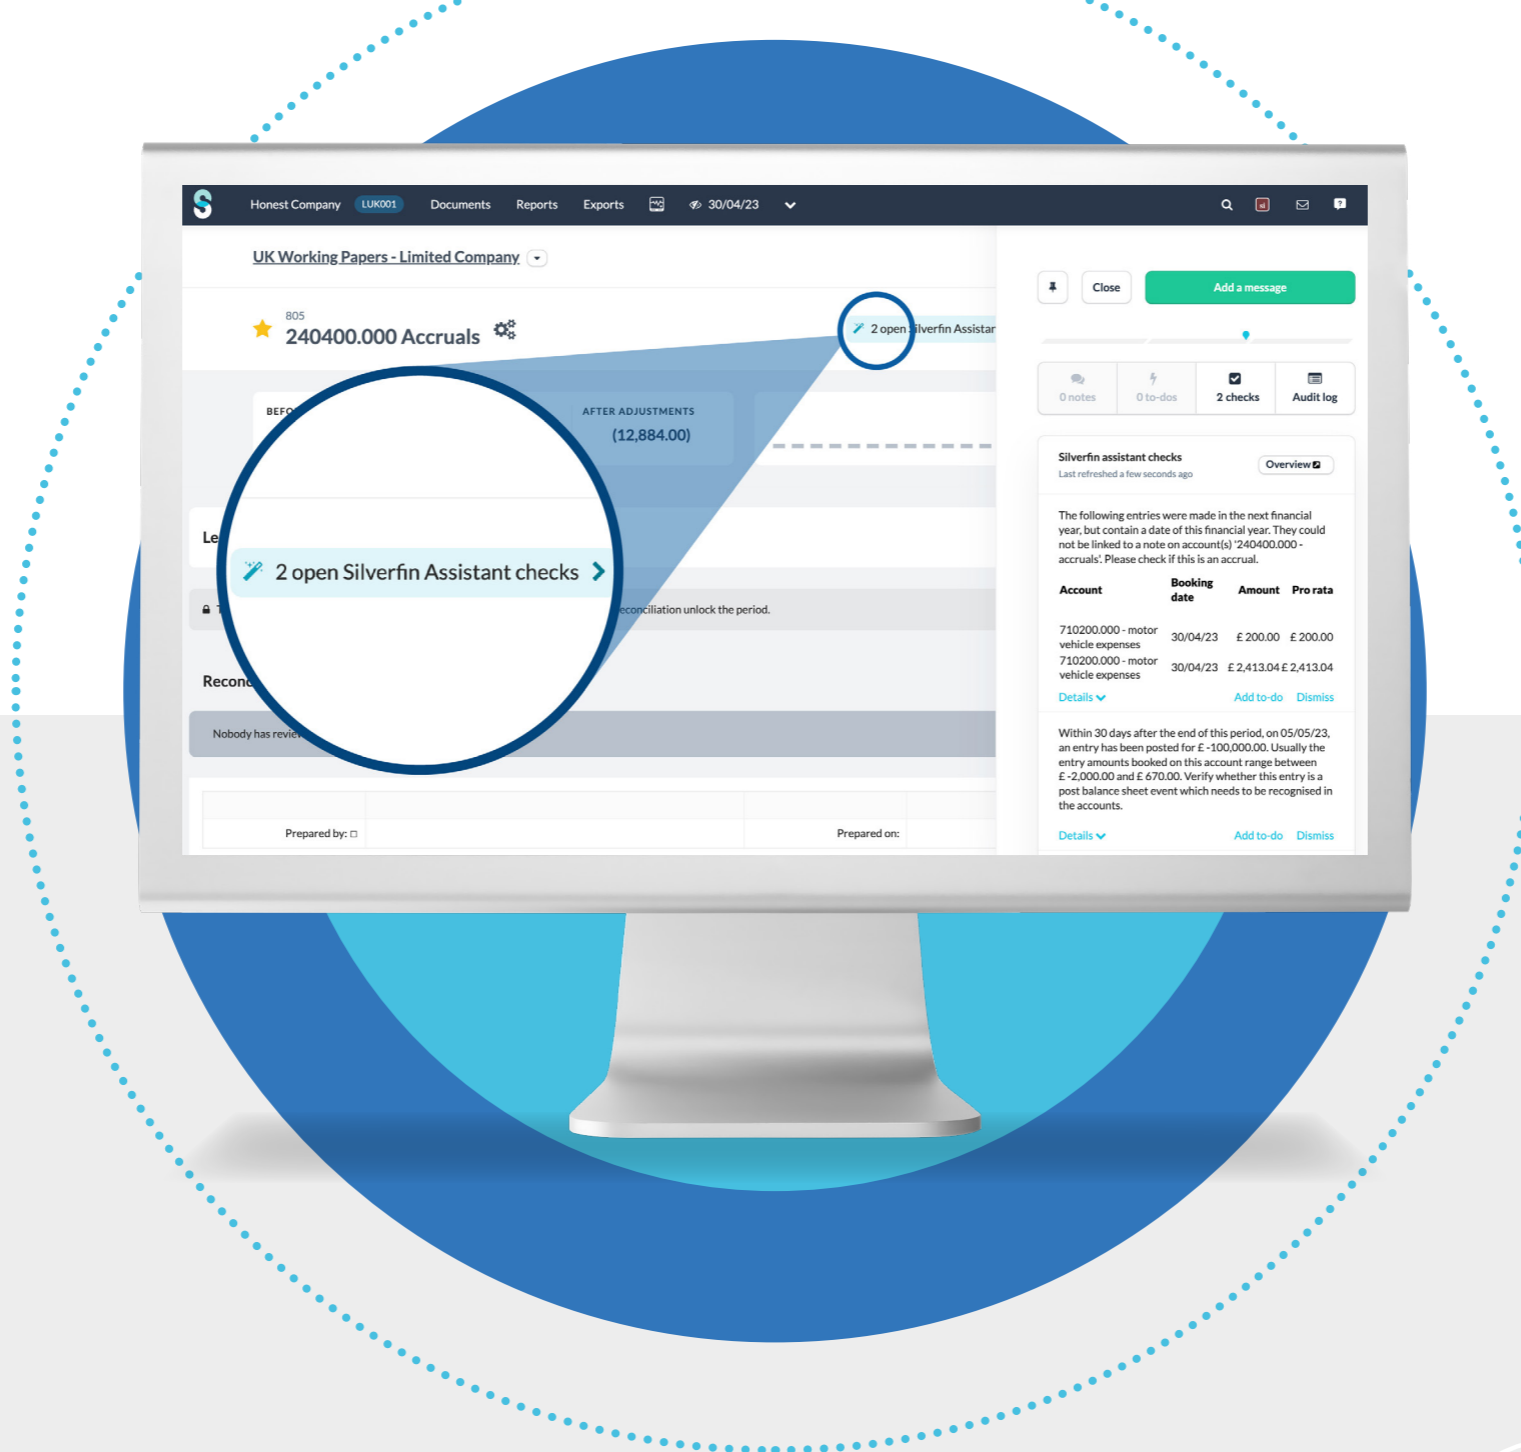 Honest Company LUK001 Documents Reports Exports 30/04/23
UK Working Papers - Limited Company
805
240400.000 Accruals
2 open Silverfin
AFTER ADJUSTMENTS
(12,884.00)
2 open Silverfin Assistant checks
reconciliation unlock the period.
Nobody has
Prepared by: Prepared on:
Close Add a message
0 notes 0 to-dos 2 checks Audit log
Silverfin assistant checks
Overview
Last refreshed a few seconds ago
The following entries were made in the next financial
year, but contain a date of this financial year. They could
not be linked to a note on account(s) '240400.000 -
accruals'. Please check if this is an accrual.
Account Booking date Amount Pro rata
710200.000 - motor
vehicle expenses 30/04/23 £ 200.00 £ 200.00
710200.000 - motor
vehicle expenses 30/04/23 £ 2,413.04 £ 2,413.04
Details Add to-do Dismiss
Within 30 days after the end of this period, on 05/05/23,
an entry has been posted for £ -100,000.00. Usually the
entry amounts booked on this account range between
£ -2,000.00 and £ 670.00. Verify whether this entry is a
post balance sheet event which needs to be recognised in
the accounts.
Details Add to-do Dismiss